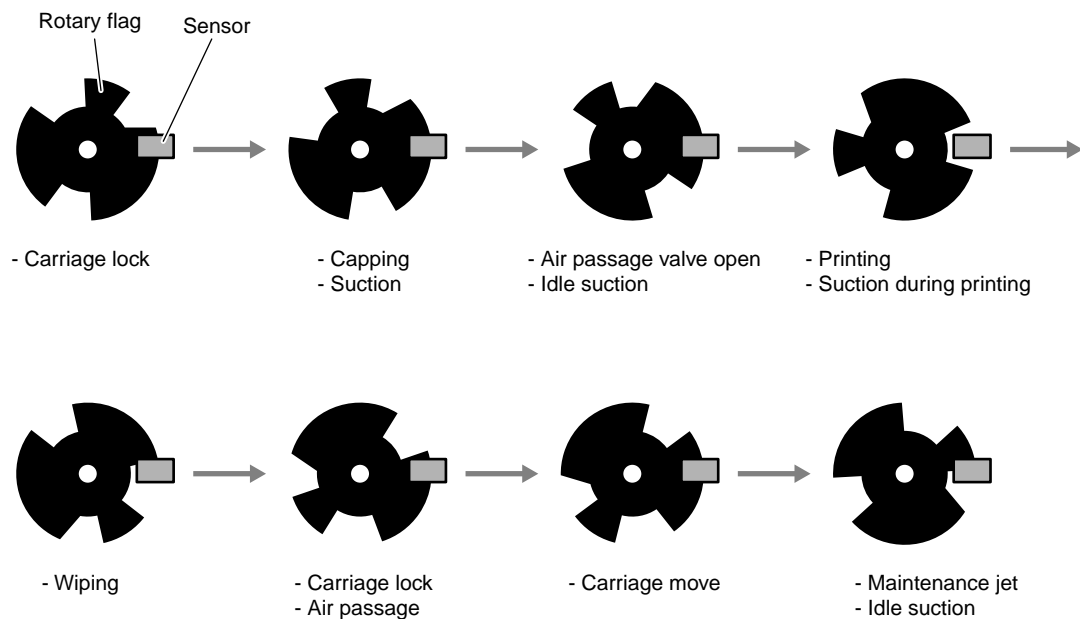 Rotary flag
Sensor
- Carriage lock
- Capping
- Suction
- Air passage valve open
- Idle suction
- Printing
- Suction during printing
- Wiping
- Carriage lock
- Air passage
- Carriage move
- Maintenance jet
- Idle suction